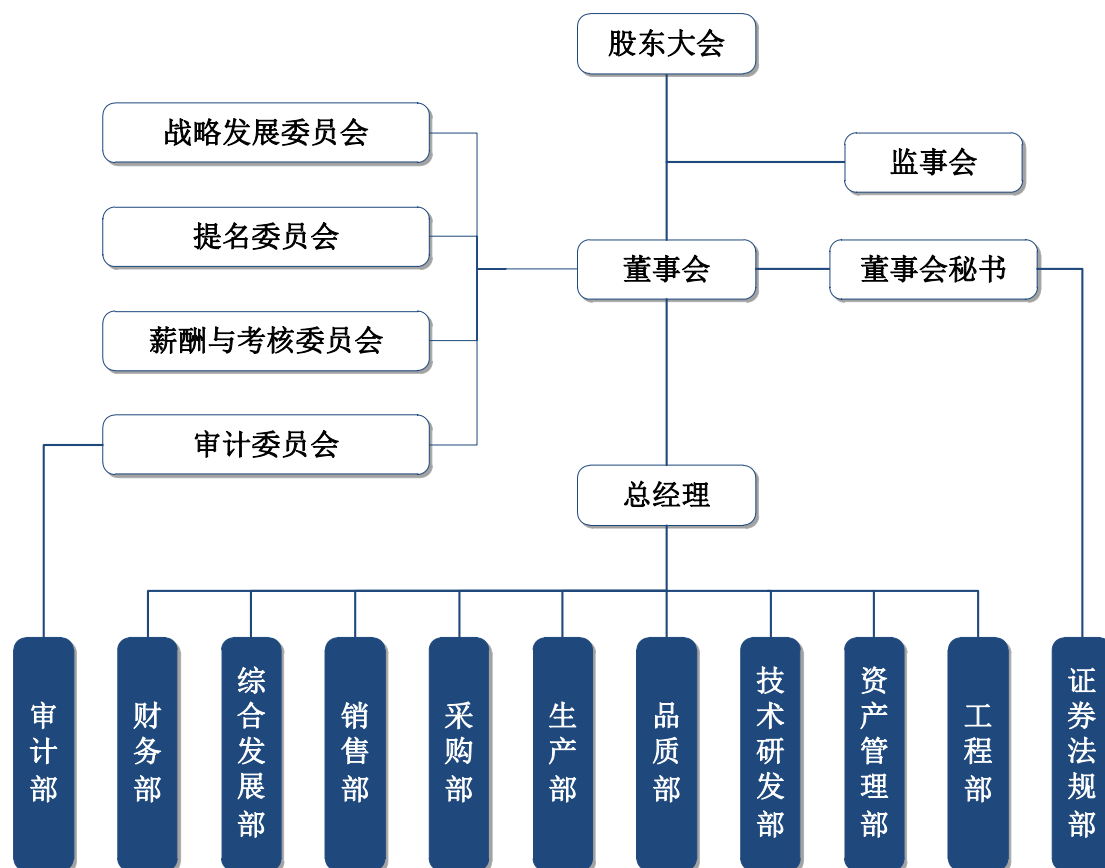 股东大会
战略发展委员会
监事会
提名委员会
董事会
董事会秘书
薪酬与考核委员会
审计委员会
总经理
审计部
财务部
综合发展部
销售部
采购部
生产部
品质部
技术研发部
资产管理部
工程部
证券法规部